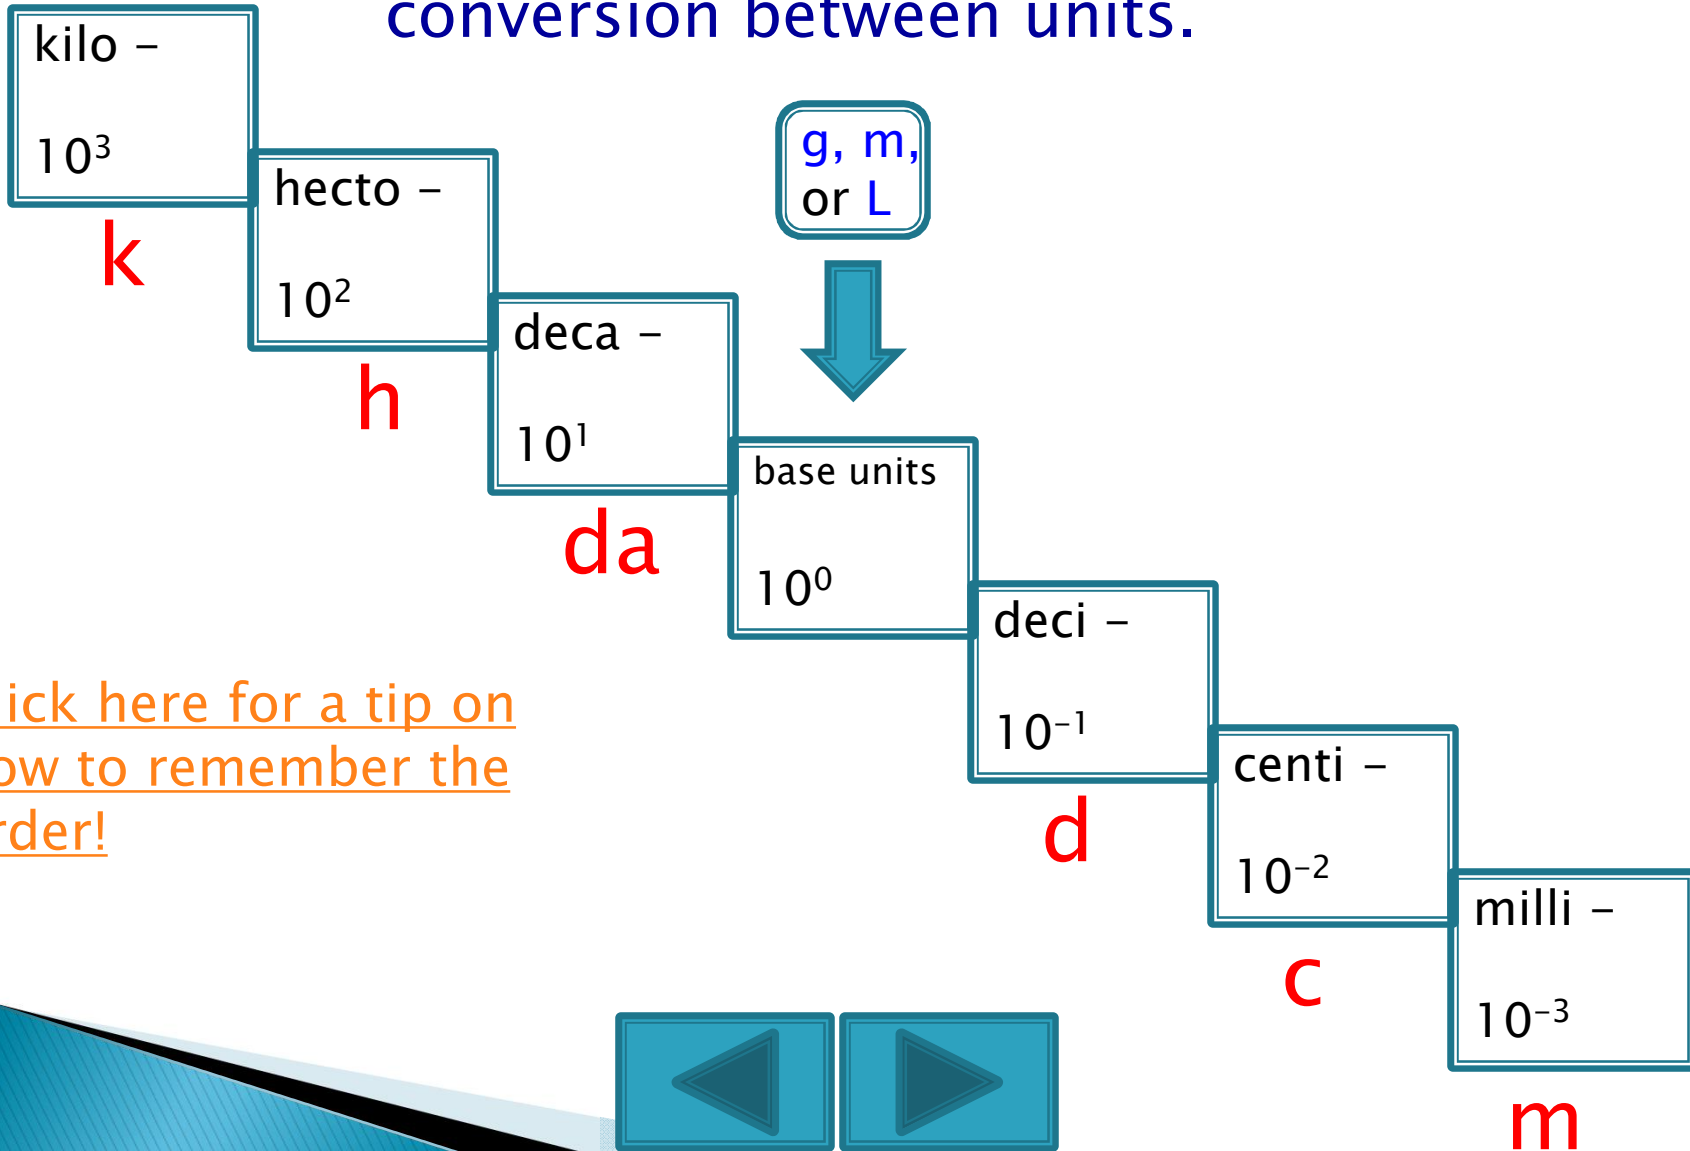 conversion between units.
kilo –
10³
k
hecto –
10²
h
deca –
10¹
da
g, m,
or L
base units
10⁰
deci –
10⁻¹
d
centi –
10⁻²
c
milli –
10⁻³
m
ick here for a tip on
ow to remember the
rder!